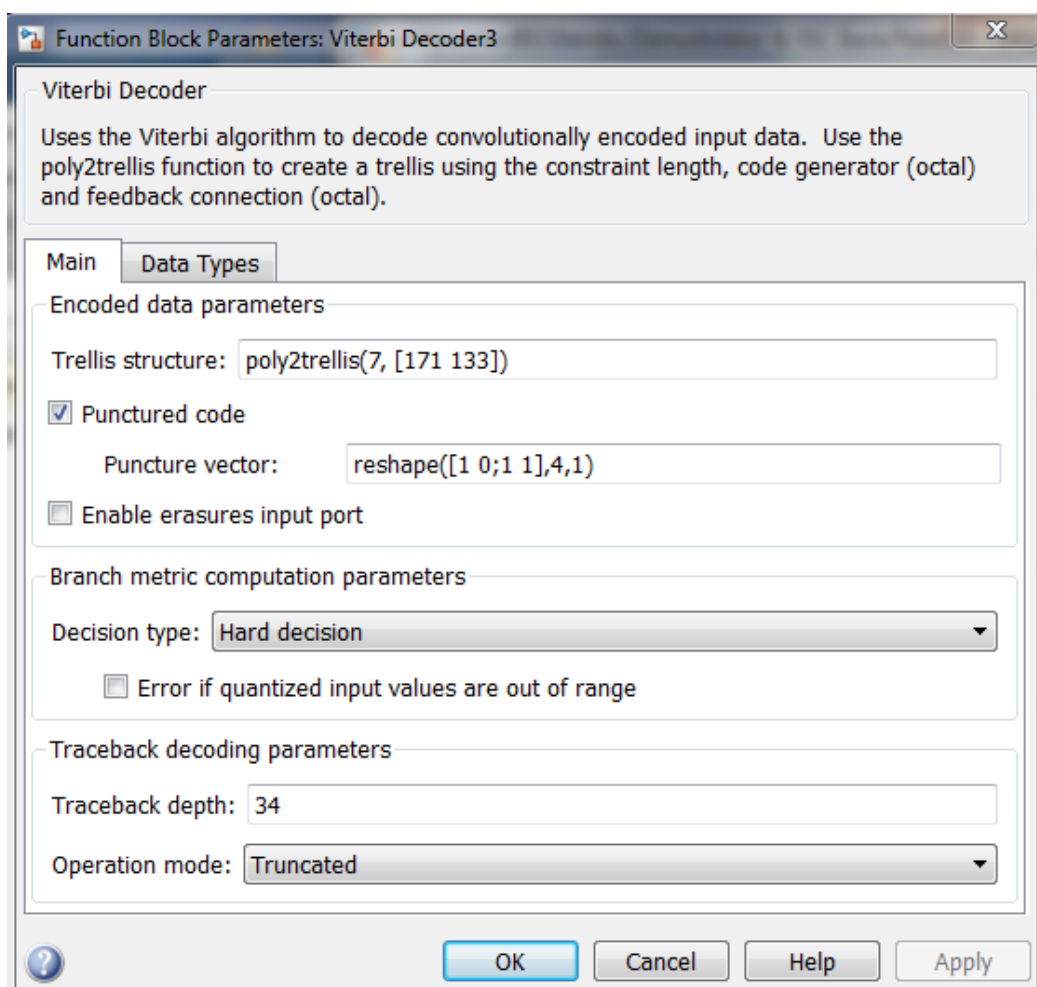 Function Block Parameters: Viterbi Decoder3
Viterbi Decoder
Uses the Viterbi algorithm to decode convolutionally encoded input data.  Use the
poly2trellis function to create a trellis using the constraint length, code generator (octal)
and feedback connection (octal).
Main
Data Types
Encoded data parameters
Trellis structure: poly2trellis(7, [171 133])
Punctured code
Puncture vector: reshape([1 0;1 1],4,1)
Enable erasures input port
Branch metric computation parameters
Decision type: Hard decision
Error if quantized input values are out of range
Traceback decoding parameters
Traceback depth: 34
Operation mode: Truncated
OK
Cancel
Help
Apply